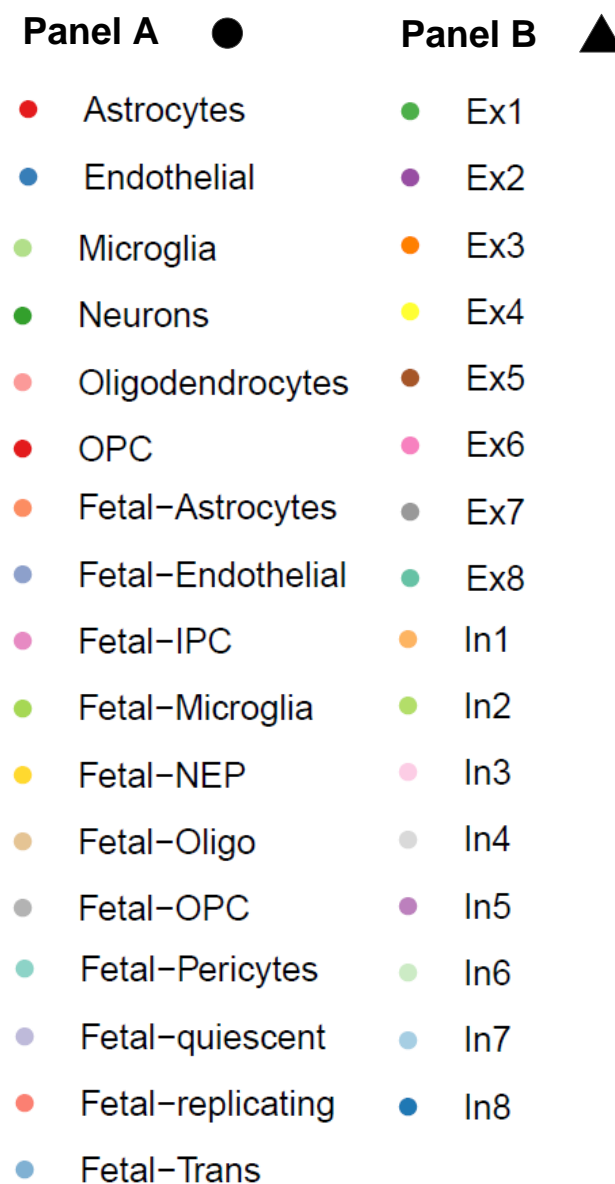 Panel A
Astrocytes
Endothelial
Microglia
Neurons
Oligodendrocytes
OPC
Fetal−Astrocytes
Fetal−Endothelial
Fetal−IPC
Fetal−Microglia
Fetal−NEP
Fetal−Oligo
Fetal−OPC
Fetal−Pericytes
Fetal−quiescent
Fetal−replicating
Fetal−Trans
Panel B
Ex1
Ex2
Ex3
Ex4
Ex5
Ex6
Ex7
Ex8
In1
In2
In3
In4
In5
In6
In7
In8